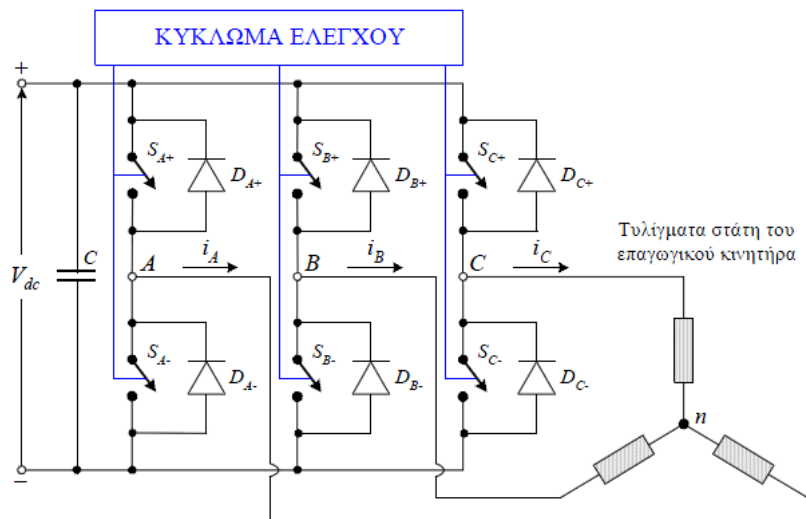 ΚΥΚΛΩΜΑ ΕΛΕΓΧΟΥ
+
S_{A+}
D_{A+}
S_{B+}
D_{B+}
S_{C+}
D_{C+}
Τυλίγματα στάτη του
επαγωγικού κινητήρα
C
V_{dc}
A
i_A
B
i_B
C
i_C
S_{A-}
D_{A-}
S_{B-}
D_{B-}
S_{C-}
D_{C-}
n
−